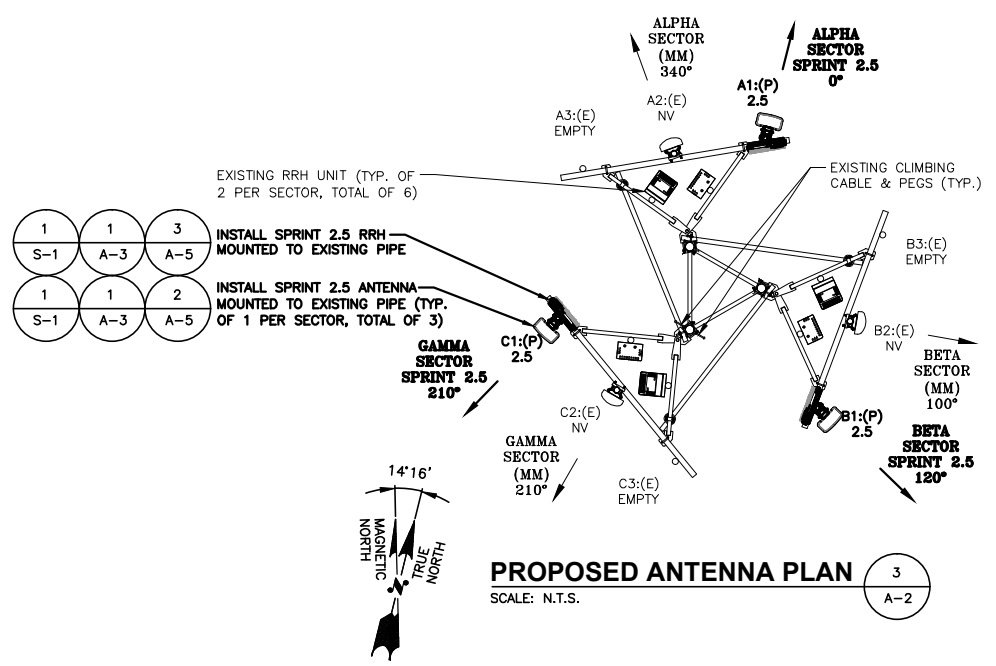 ALPHA
SECTOR
(MM)
340°
ALPHA
SECTOR
SPRINT 2.5
0°
A1:(P)
2.5
A2:(E)
NV
A3:(E)
EMPTY
EXISTING RRH UNIT (TYP. OF
2 PER SECTOR, TOTAL OF 6)
EXISTING CLIMBING
CABLE & PEGS (TYP.)
1
S-1
1
A-3
3
A-5
INSTALL SPRINT 2.5 RRH
MOUNTED TO EXISTING PIPE
1
S-1
1
A-3
2
A-5
INSTALL SPRINT 2.5 ANTENNA
MOUNTED TO EXISTING PIPE (TYP.
OF 1 PER SECTOR, TOTAL OF 3)
B3:(E)
EMPTY
B2:(E)
NV
BETA
SECTOR
(MM)
100°
B1:(P)
2.5
BETA
SECTOR
SPRINT 2.5
120°
C1:(P)
2.5
GAMMA
SECTOR
SPRINT 2.5
210°
C2:(E)
NV
GAMMA
SECTOR
(MM)
210°
C3:(E)
EMPTY
14°16'
MAGNETIC
NORTH
TRUE
NORTH
N
PROPOSED ANTENNA PLAN
SCALE: N.T.S.
3
A-2